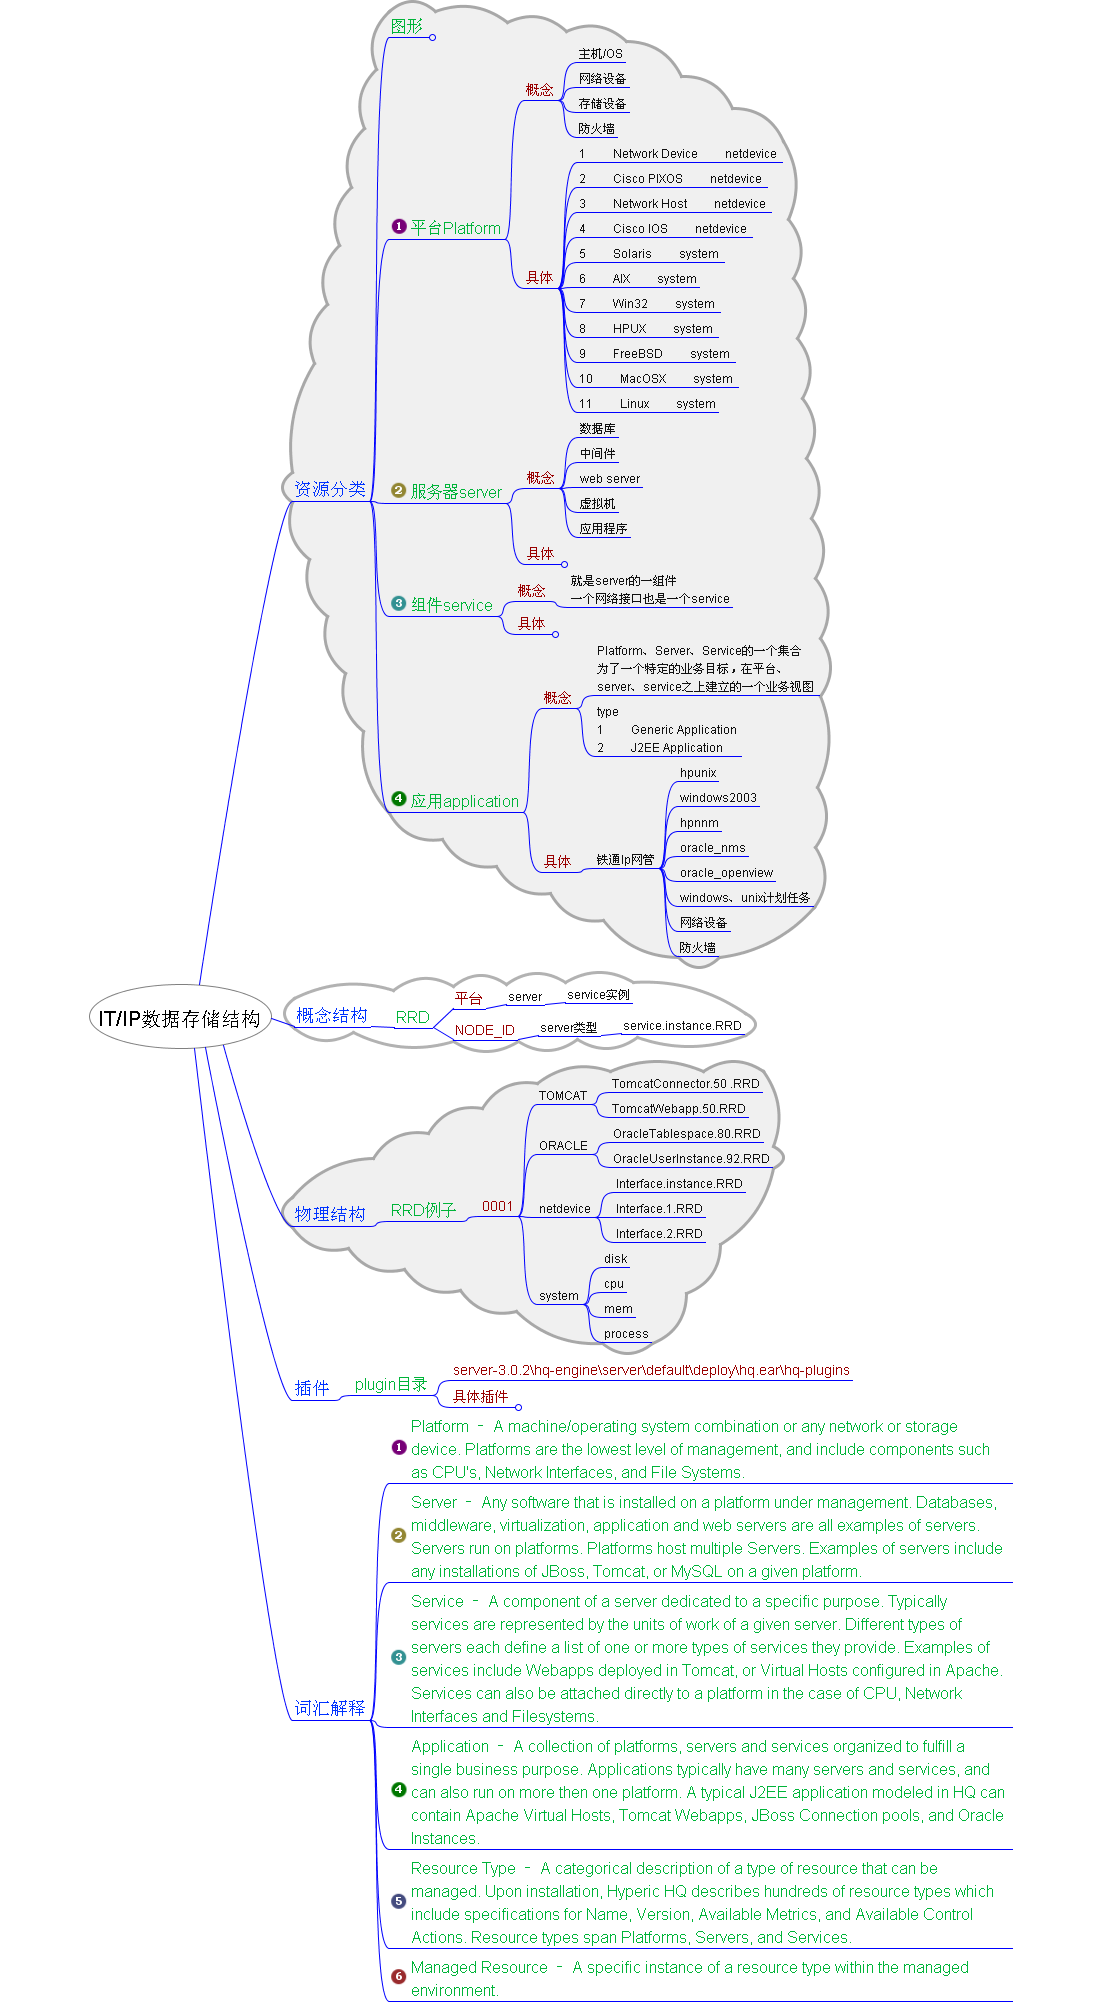 图形
主机/OS
网络设备
概念
存储设备
防火墙
1 Network Device netdevice
2 Cisco PIXOS netdevice
3 Network Host netdevice
1 平台Platform
4 Cisco IOS netdevice
5 Solaris system
具体
6 AIX system
7 Win32 system
8 HPUX system
9 FreeBSD system
10 MacOSX system
11 Linux system
数据库
中间件
资源分类
2 服务器server
概念
web server
虚拟机
应用程序
具体
就是server的一组件
一个网络接口也是一个service
3 组件service
概念
具体
Platform、Server、Service的一个集合
为了一个特定的业务目标，在平台、
server、service之上建立的一个业务视图
概念
type
1 Generic Application
2 J2EE Application
4 应用application
hpunix
windows2003
hpnnm
oracle_nms
具体
铁通Ip网管
oracle_openview
windows、unix计划任务
网络设备
防火墙
IT/IP数据存储结构
概念结构
RRD
平台
server
service实例
NODE_ID
server类型
service.instance.RRD
TOMCAT
TomcatConnector.50 .RRD
TomcatWebapp.50.RRD
ORACLE
OracleTablespace.80.RRD
OracleUserInstance.92.RRD
物理结构
RRD例子
0001
netdevice
Interface.instance.RRD
Interface.1.RRD
Interface.2.RRD
system
disk
cpu
mem
process
插件
plugin目录
server-3.0.2\hq-engine\server\default\deploy\hq.ear\hq-plugins
具体插件
词汇解释
Platform － A machine/operating system combination or any network or storage
device. Platforms are the lowest level of management, and include components such
1
as CPU's, Network Interfaces, and File Systems.
Server － Any software that is installed on a platform under management. Databases,
middleware, virtualization, application and web servers are all examples of servers.
2
Servers run on platforms. Platforms host multiple Servers. Examples of servers include
any installations of JBoss, Tomcat, or MySQL on a given platform.
Service － A component of a server dedicated to a specific purpose. Typically
services are represented by the units of work of a given server. Different types of
servers each define a list of one or more types of services they provide. Examples of
3
services include Webapps deployed in Tomcat, or Virtual Hosts configured in Apache.
Services can also be attached directly to a platform in the case of CPU, Network
Interfaces and Filesystems.
Application － A collection of platforms, servers and services organized to fulfill a
single business purpose. Applications typically have many servers and services, and
4
can also run on more then one platform. A typical J2EE application modeled in HQ can
contain Apache Virtual Hosts, Tomcat Webapps, JBoss Connection pools, and Oracle
Instances.
Resource Type － A categorical description of a type of resource that can be
managed. Upon installation, Hyperic HQ describes hundreds of resource types which
5
include specifications for Name, Version, Available Metrics, and Available Control
Actions. Resource types span Platforms, Servers, and Services.
6
Managed Resource － A specific instance of a resource type within the managed
environment.